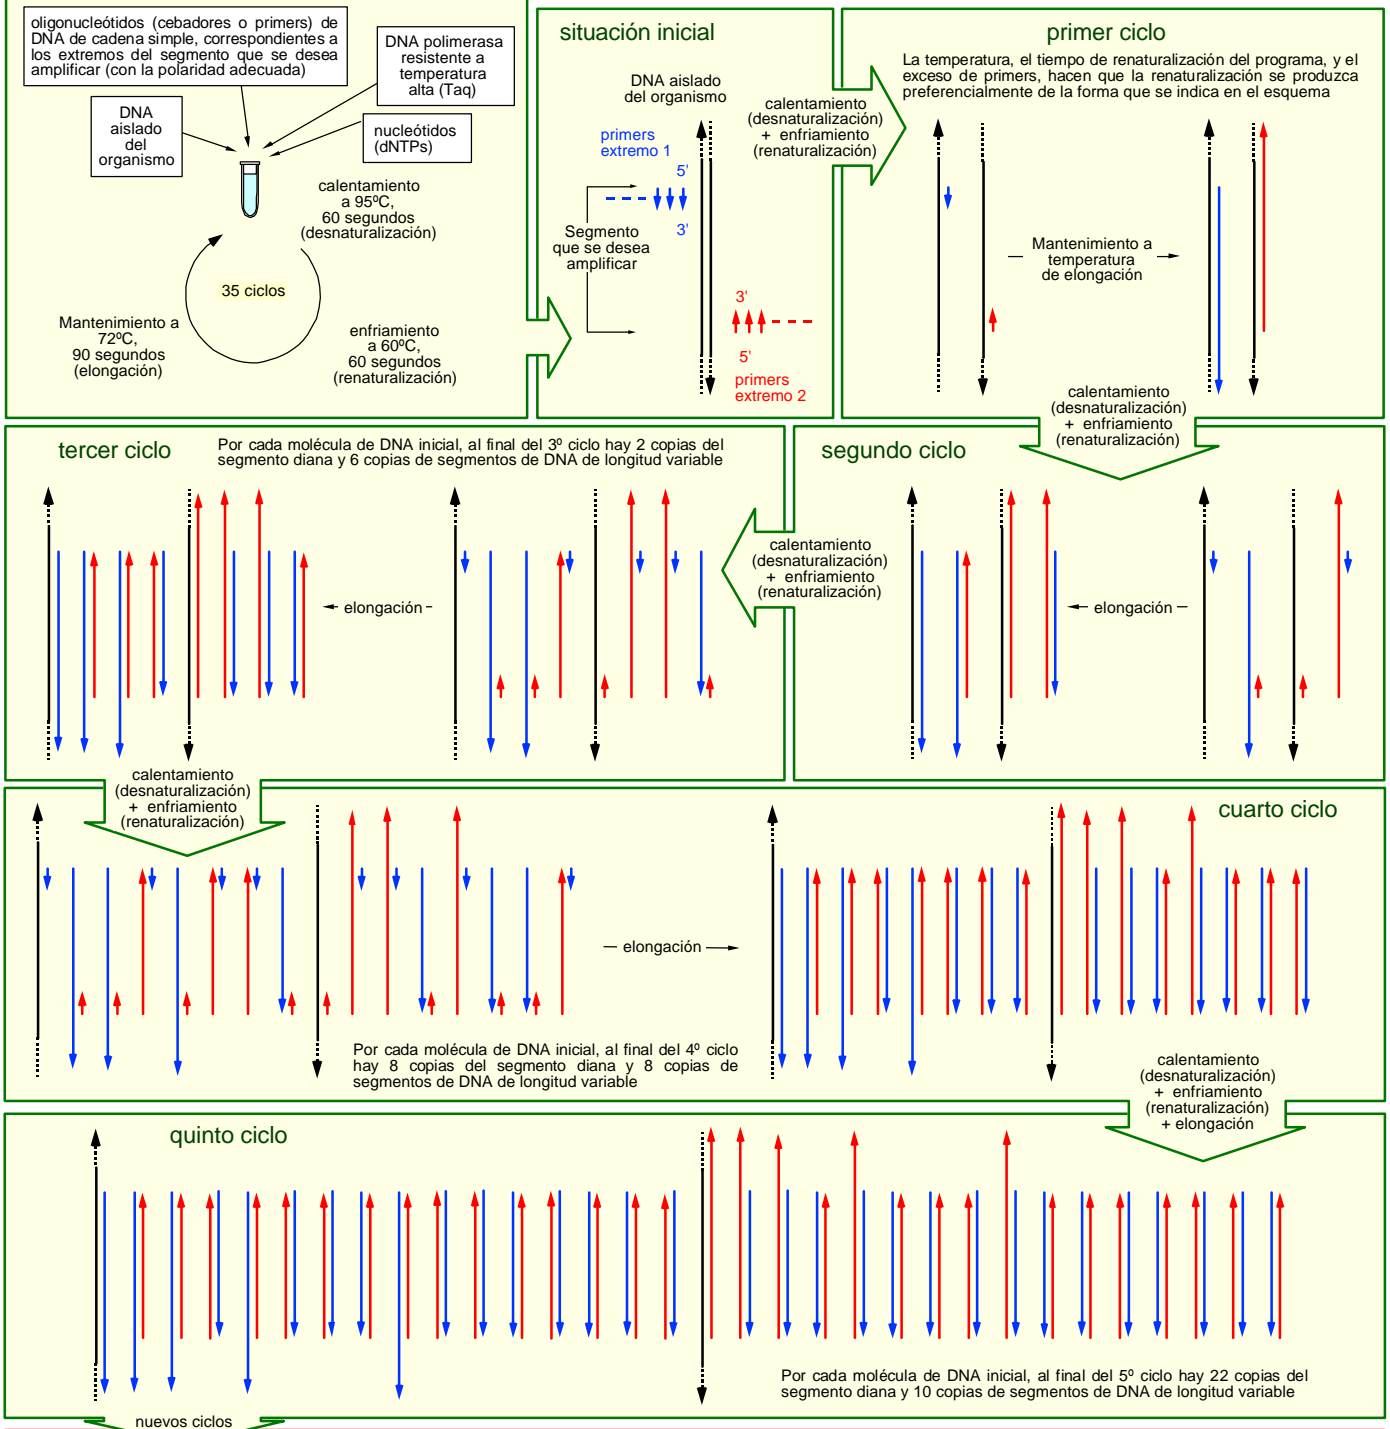 oligonucleótidos (cebadores o primers) de
DNA de cadena simple, correspondientes a
los extremos del segmento que se desea
amplificar (con la polaridad adecuada)
DNA polimerasa
resistente a
temperatura
alta (Taq)
DNA
aislado
del
organismo
nucleótidos
(dNTPs)
calentamiento
a 95ºC,
60 segundos
(desnaturalización)
35 ciclos
Mantenimiento a
72ºC,
90 segundos
(elongación)
enfriamiento
a 60ºC,
60 segundos
(renaturalización)
situación inicial
DNA aislado
del organismo
primers
extremo 1
5'
3'
Segmento
que se desea
amplificar
3'
5'
primers
extremo 2
calentamiento
(desnaturalización)
+ enfriamiento
(renaturalización)
primer ciclo
La temperatura, el tiempo de renaturalización del programa, y el
exceso de primers, hacen que la renaturalización se produzca
preferencialmente de la forma que se indica en el esquema
Mantenimiento a
temperatura
de elongación
calentamiento
(desnaturalización)
+ enfriamiento
(renaturalización)
segundo ciclo
elongación
calentamiento
(desnaturalización)
+ enfriamiento
(renaturalización)
tercer ciclo
Por cada molécula de DNA inicial, al final del 3º ciclo hay 2 copias del
segmento diana y 6 copias de segmentos de DNA de longitud variable
elongación
calentamiento
(desnaturalización)
+ enfriamiento
(renaturalización)
cuarto ciclo
elongación
Por cada molécula de DNA inicial, al final del 4º ciclo
hay 8 copias del segmento diana y 8 copias de
segmentos de DNA de longitud variable
calentamiento
(desnaturalización)
+ enfriamiento
(renaturalización)
+ elongación
quinto ciclo
Por cada molécula de DNA inicial, al final del 5º ciclo hay 22 copias del
segmento diana y 10 copias de segmentos de DNA de longitud variable
nuevos ciclos